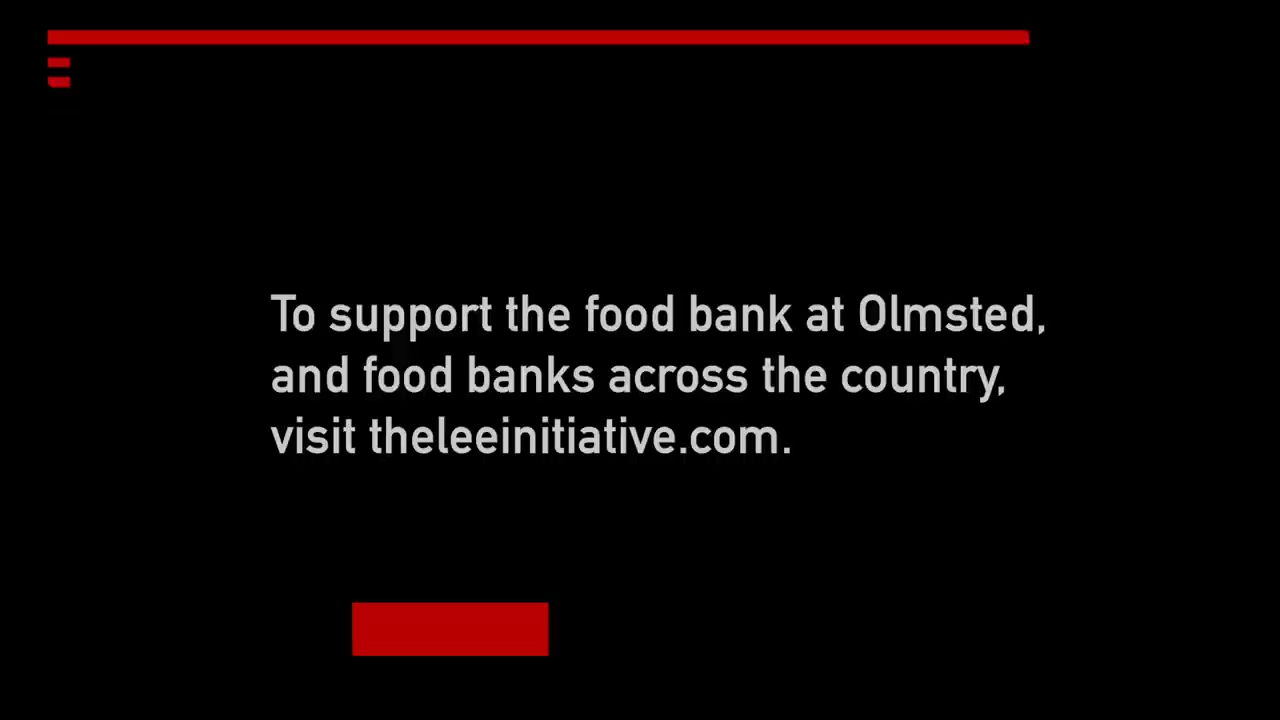 To support the food bank at Olmsted,
and food banks across the country,
visit theleeinitiative.com.